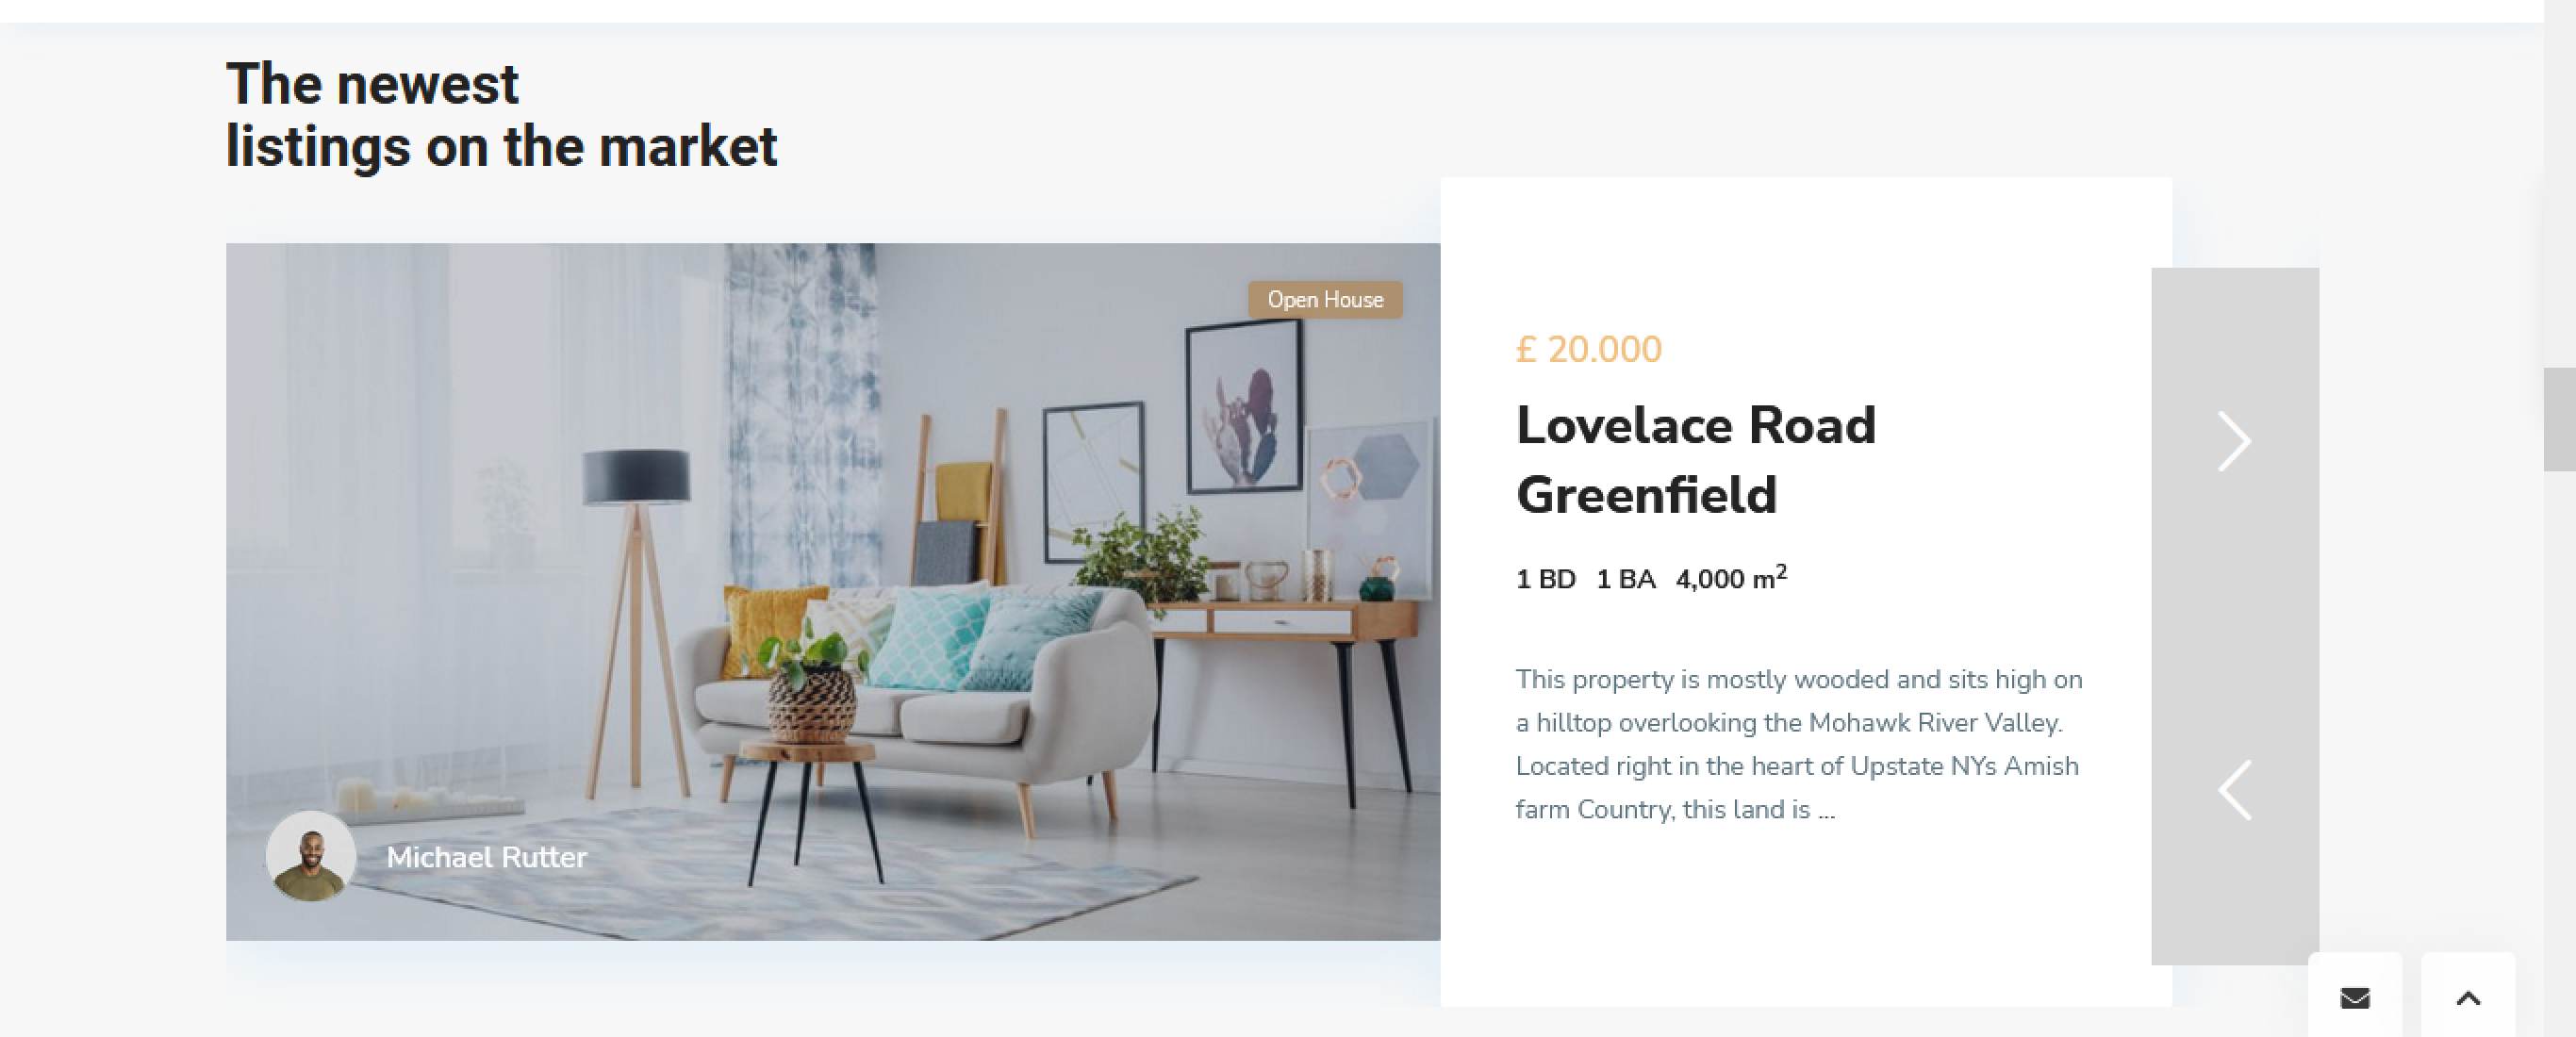 The newest
listings on the market
Open House
Michael Rutter
£ 20.000
Lovelace Road
Greenfield
1 BD 1 BA 4,000 m²
This property is mostly wooded and sits high on
a hilltop overlooking the Mohawk River Valley.
Located right in the heart of Upstate NYs Amish
farm Country, this land is ...